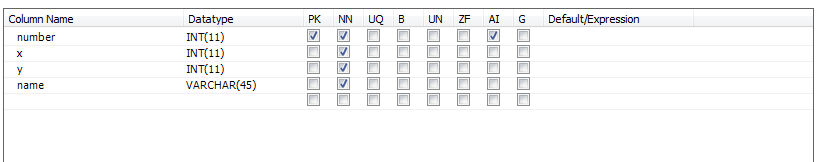 Column Name Datatype PK NN UQ B UN ZF AI G Default/Expression
number INT(11)
x INT(11)
y INT(11)
name VARCHAR(45)